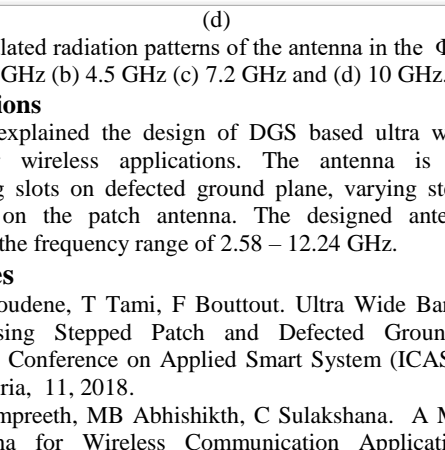 (d)
lated radiation patterns of the antenna in the Φ
GHz (b) 4.5 GHz (c) 7.2 GHz and (d) 10 GHz.
ions
explained the design of DGS based ultra w
wireless applications. The antenna is
g slots on defected ground plane, varying ste
on the patch antenna. The designed ante
the frequency range of 2.58 – 12.24 GHz.
es
oudene, T Tami, F Bouttout. Ultra Wide Bar
sing Stepped Patch and Defected Groun
Conference on Applied Smart System (ICAS
ria, 11, 2018.
mpreeth, MB Abhishikth, C Sulakshana. A M
na for Wireless Communication Applicati